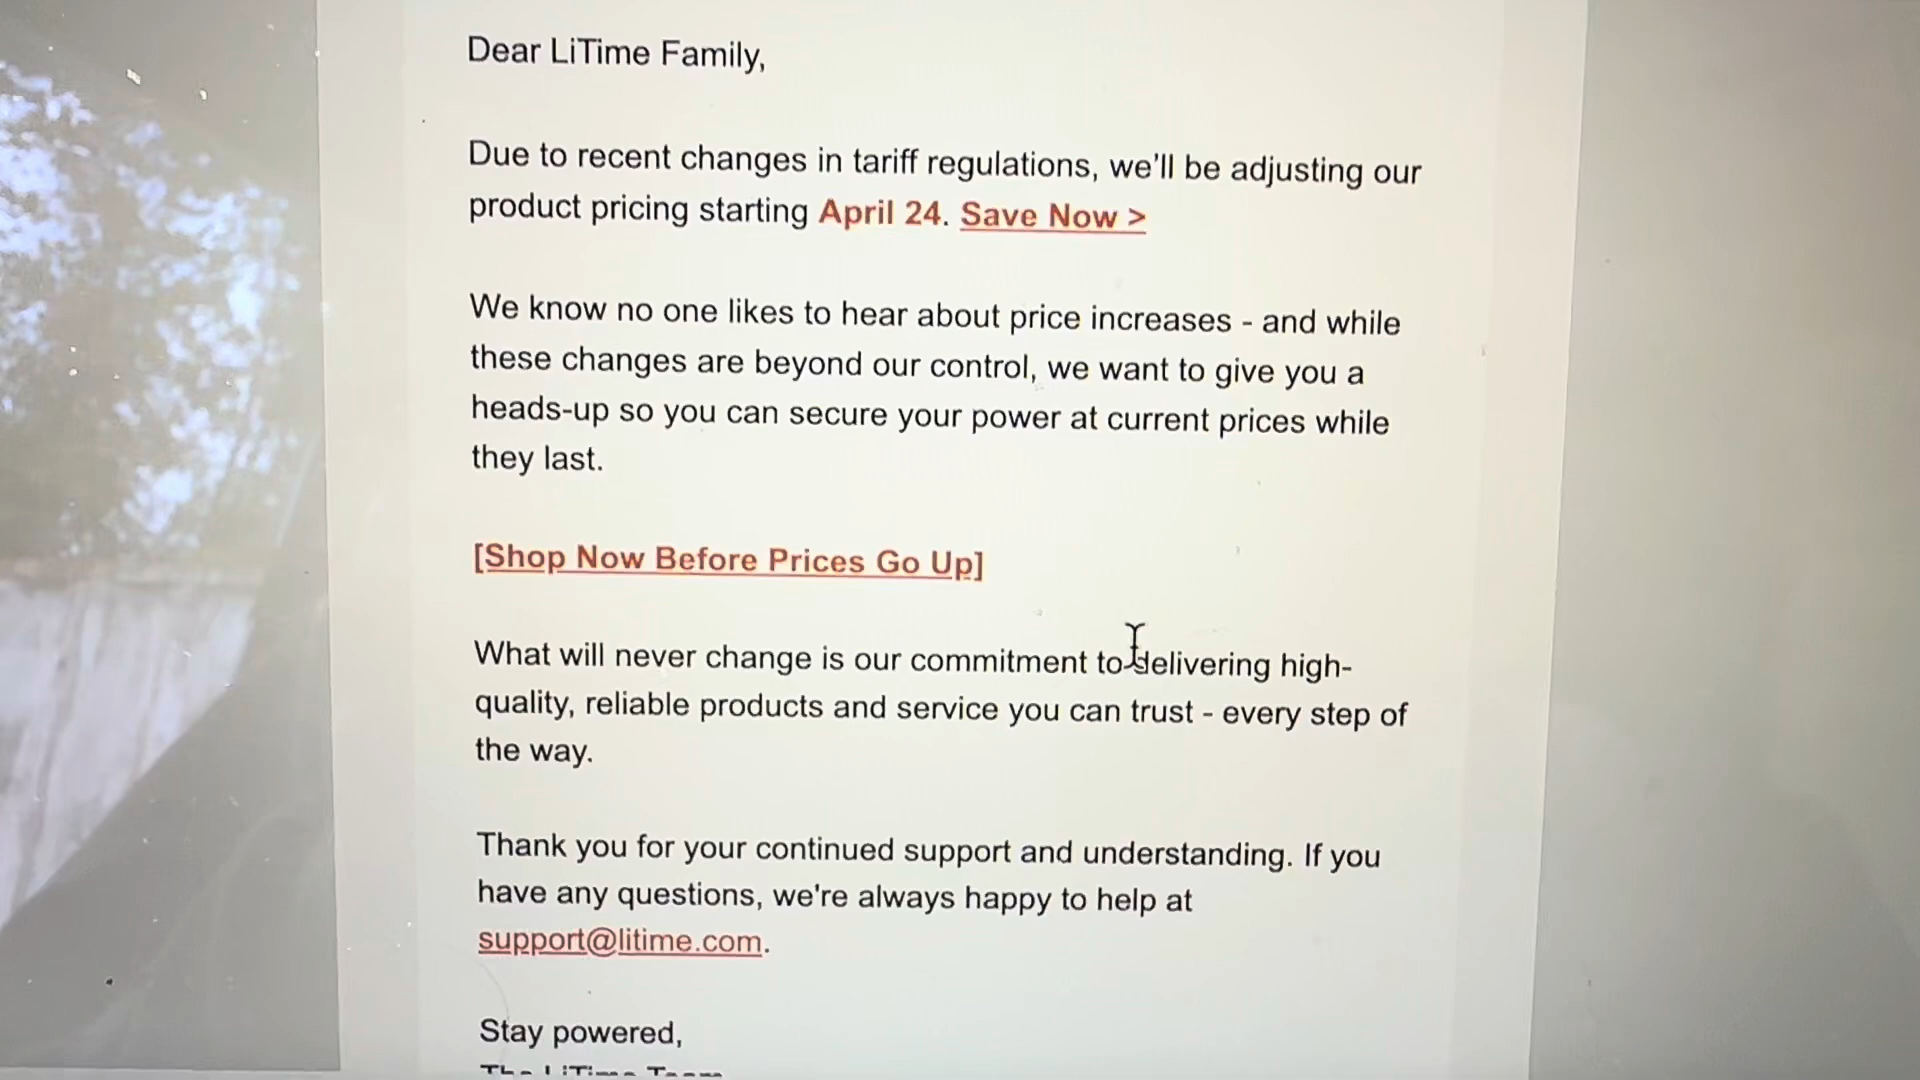 Dear LiTime Family,
Due to recent changes in tariff regulations, we'll be adjusting our
product pricing starting April 24. Save Now >
We know no one likes to hear about price increases - and while
these changes are beyond our control, we want to give you a
heads-up so you can secure your power at current prices while
they last.
[Shop Now Before Prices Go Up]
What will never change is our commitment to delivering high-
quality, reliable products and service you can trust - every step of
the way.
Thank you for your continued support and understanding. If you
have any questions, we're always happy to help at
support@litime.com.
Stay powered,
The LiTime Team